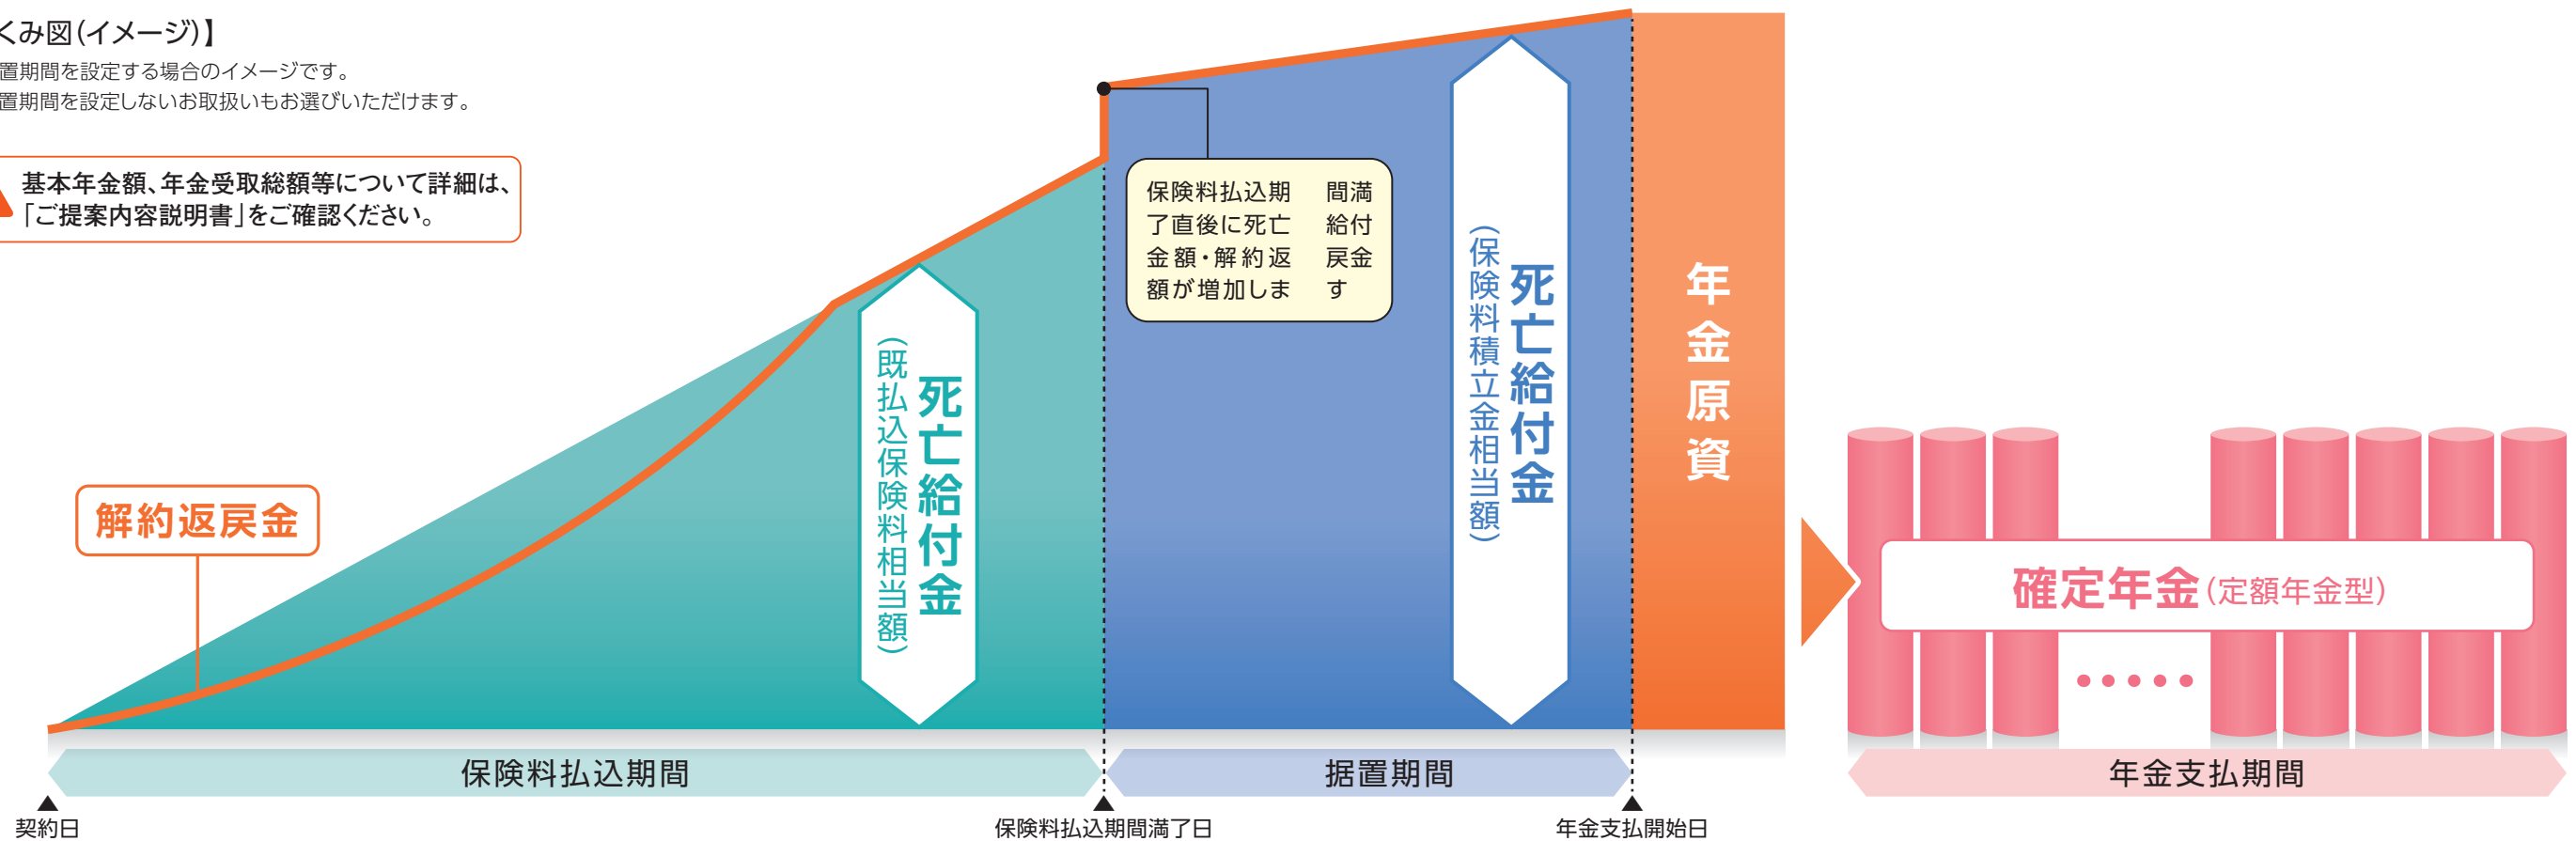 くみ図(イメージ)】
置期間を設定する場合のイメージです。
置期間を設定しないお取扱いもお選びいただけます。
基本年金額、年金受取総額等について詳細は、
「ご提案内容説明書」をご確認ください。
解約返戻金
死亡給付金
(既払込保険料相当額)
保険料払込期間満
了直後に死亡給付
金額・解約返戻金
額が増加します
死亡給付金
(保険料積立金相当額)
年金原資
確定年金(定額年金型)
•••••
保険料払込期間
据置期間
年金支払期間
▲
契約日
▲
保険料払込期間満了日
▲
年金支払開始日